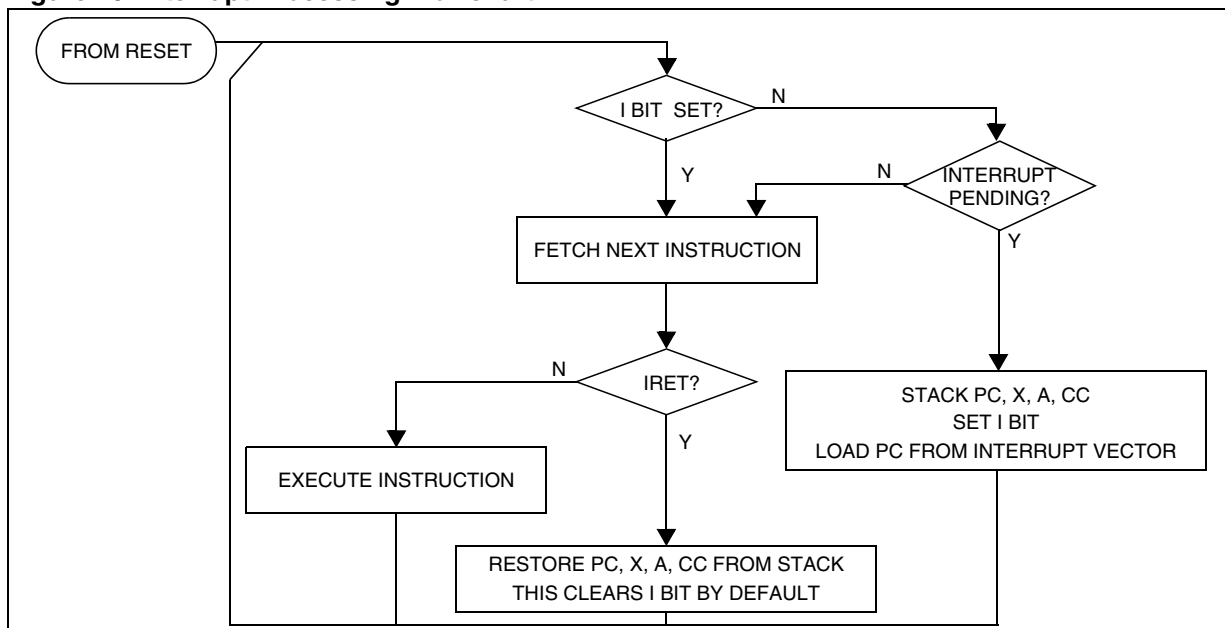 FROM RESET
I BIT SET?
N
Y
N
INTERRUPT
PENDING?
Y
FETCH NEXT INSTRUCTION
N
IRET?
Y
STACK PC, X, A, CC
SET I BIT
LOAD PC FROM INTERRUPT VECTOR
EXECUTE INSTRUCTION
RESTORE PC, X, A, CC FROM STACK
THIS CLEARS I BIT BY DEFAULT